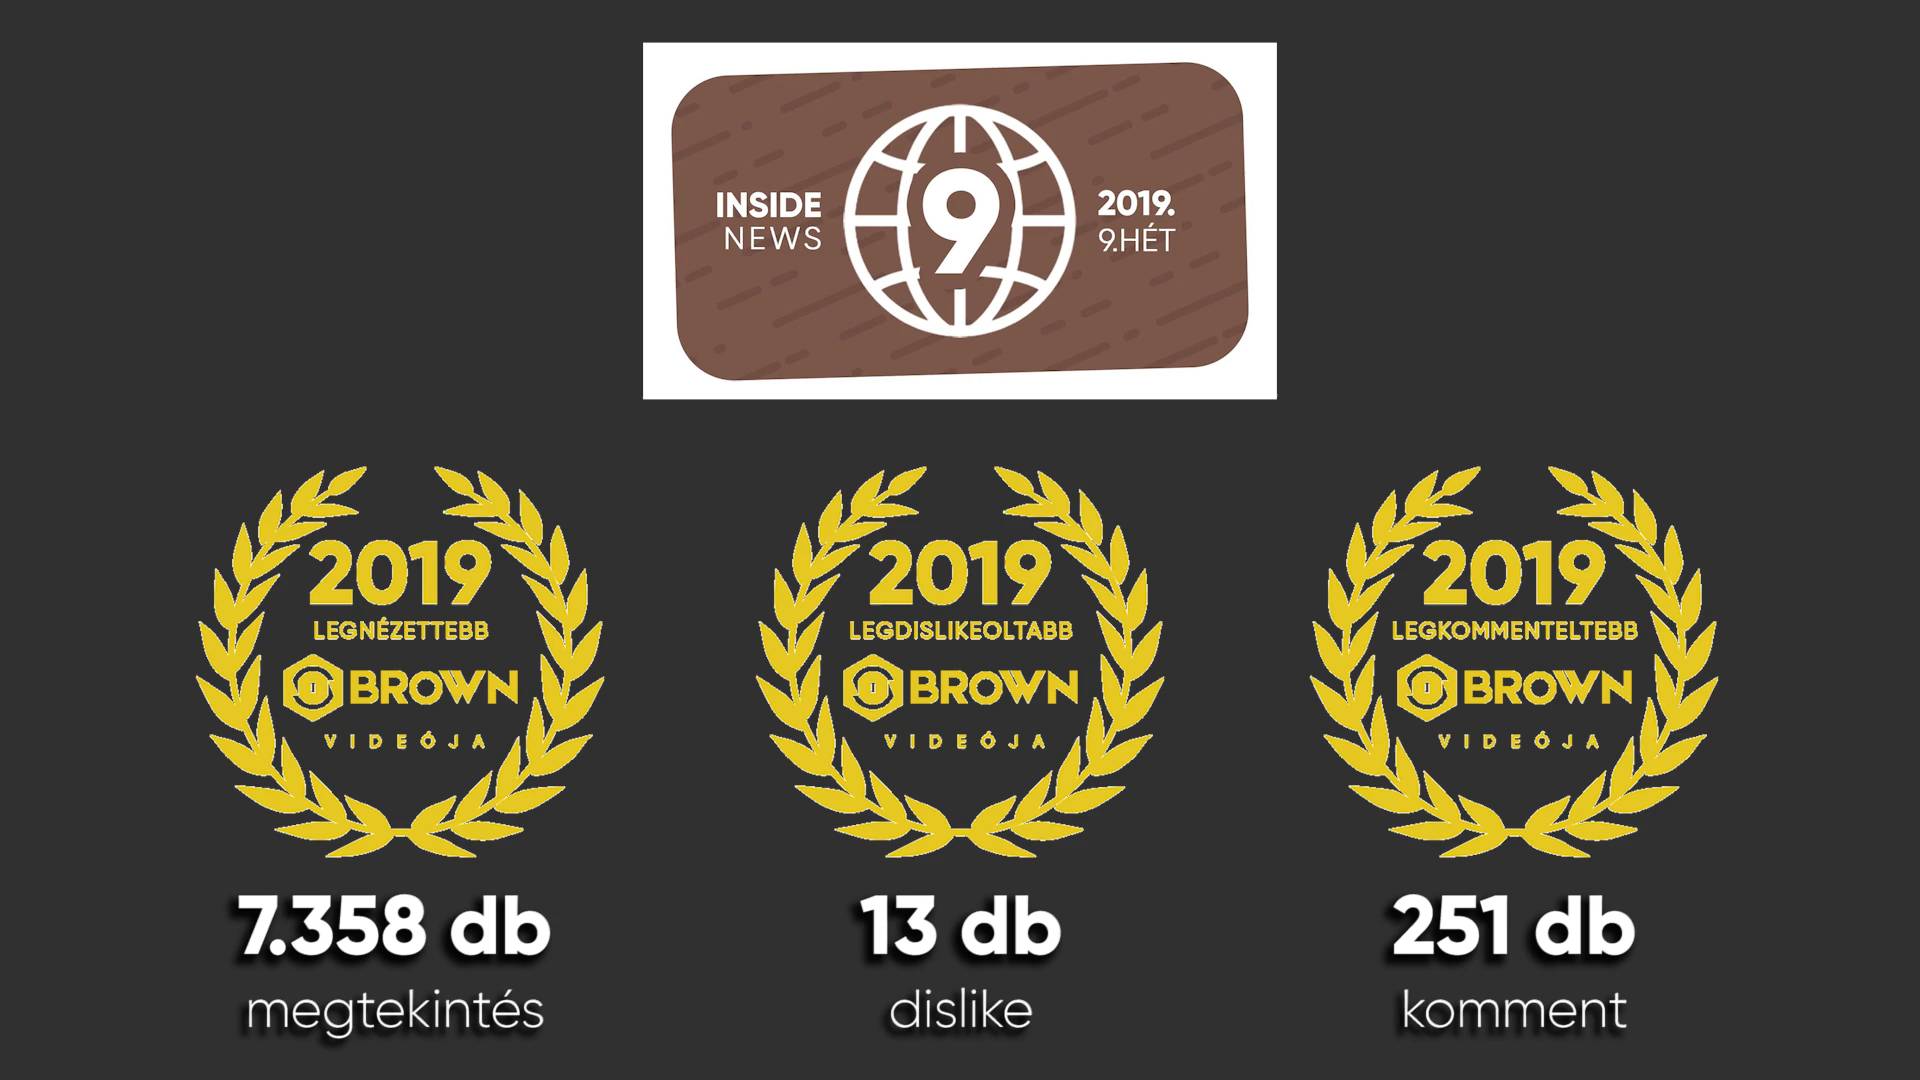 INSIDE
NEWS
9
2019.
9.HÉT
2019
LEGNÉZETTEBB
BROWN
VIDEÓJA
7.358 db
megtekintés
2019
LEGDISLIKEOLTABB
BROWN
VIDEÓJA
13 db
dislike
2019
LEGKOMMENTELTEBB
BROWN
VIDEÓJA
251 db
komment